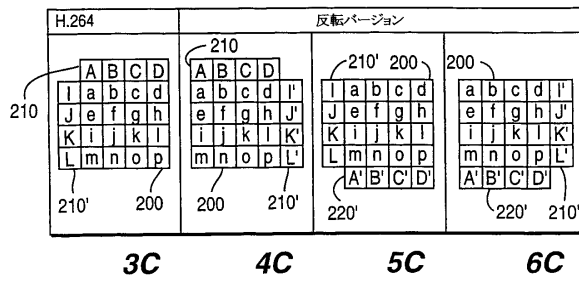 H.264
反転バージョン
210
A B C D
I a b c d
J e f g h
K i j k l
L m n o p
210'
200
210
A B C D
a b c d I'
e f g h J'
i j k l K'
m n o p L'
200
210'
210'
200
I a b c d
J e f g h
K i j k l
L m n o p
A' B' C' D'
220'
200
a b c d I'
e f g h J'
i j k l K'
m n o p L'
A' B' C' D'
220'
210'
3C
4C
5C
6C